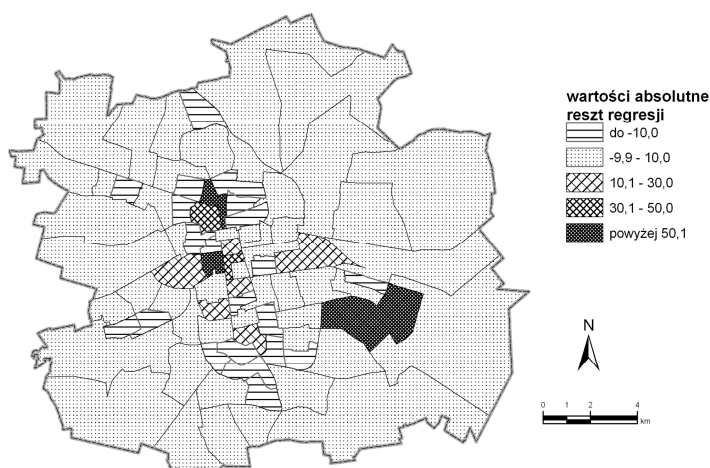 wartości absolutne
reszt regresji
do -10,0
-9,9 - 10,0
10,1 - 30,0
30,1 - 50,0
powyżej 50,1
N
0 1 2 4
km